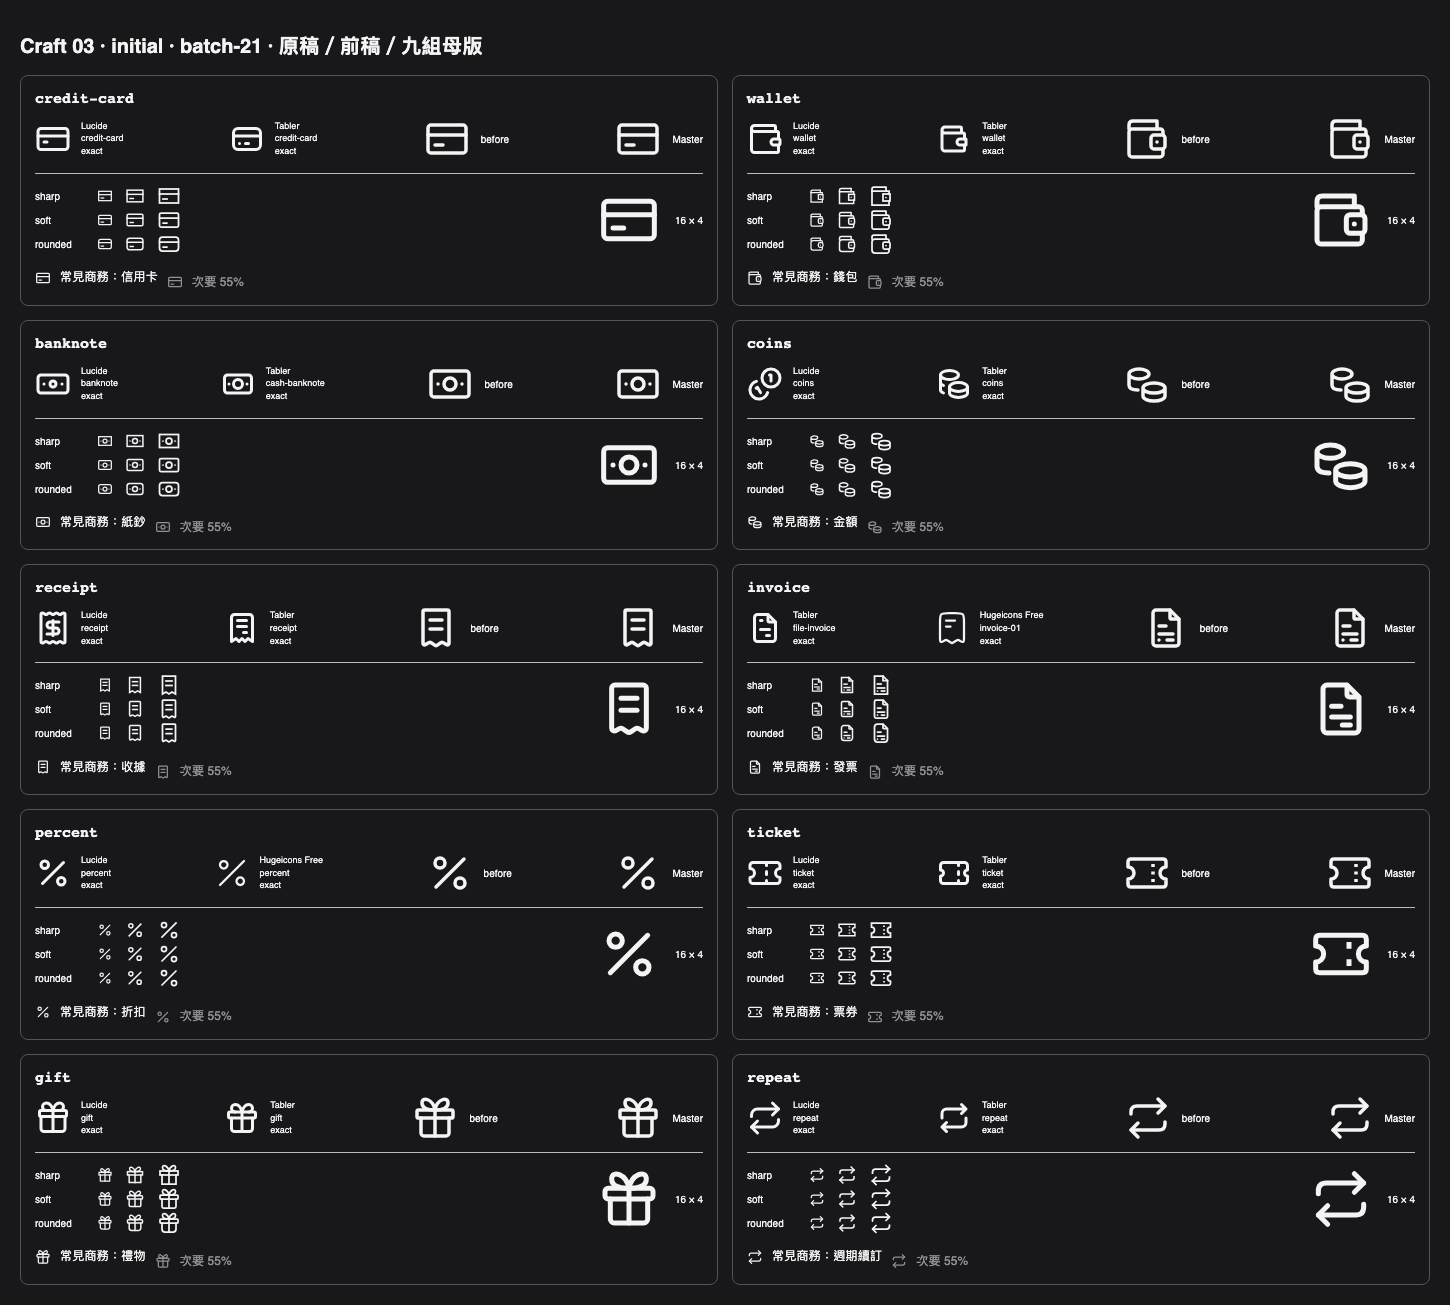 Craft 03 · initial · batch-21 · 原稿 / 前稿 / 九組母版
credit-card
Lucide
credit-card
exact
Tabler
credit-card
exact
before
Master
sharp
soft
rounded
16 × 4
常見商務：信用卡
次要 55%
wallet
Lucide
wallet
exact
Tabler
wallet
exact
before
Master
sharp
soft
rounded
16 × 4
常見商務：錢包
次要 55%
banknote
Lucide
banknote
exact
Tabler
cash-banknote
exact
before
Master
sharp
soft
rounded
16 × 4
常見商務：紙鈔
次要 55%
coins
Lucide
coins
exact
Tabler
coins
exact
before
Master
sharp
soft
rounded
16 × 4
常見商務：金額
次要 55%
receipt
Lucide
receipt
exact
Tabler
receipt
exact
before
Master
sharp
soft
rounded
16 × 4
常見商務：收據
次要 55%
invoice
Tabler
file-invoice
exact
Hugeicons Free
invoice-01
exact
before
Master
sharp
soft
rounded
16 × 4
常見商務：發票
次要 55%
percent
Lucide
percent
exact
Hugeicons Free
percent
exact
before
Master
sharp
soft
rounded
16 × 4
常見商務：折扣
次要 55%
ticket
Lucide
ticket
exact
Tabler
ticket
exact
before
Master
sharp
soft
rounded
16 × 4
常見商務：票券
次要 55%
gift
Lucide
gift
exact
Tabler
gift
exact
before
Master
sharp
soft
rounded
16 × 4
常見商務：禮物
次要 55%
repeat
Lucide
repeat
exact
Tabler
repeat
exact
before
Master
sharp
soft
rounded
16 × 4
常見商務：週期續訂
次要 55%